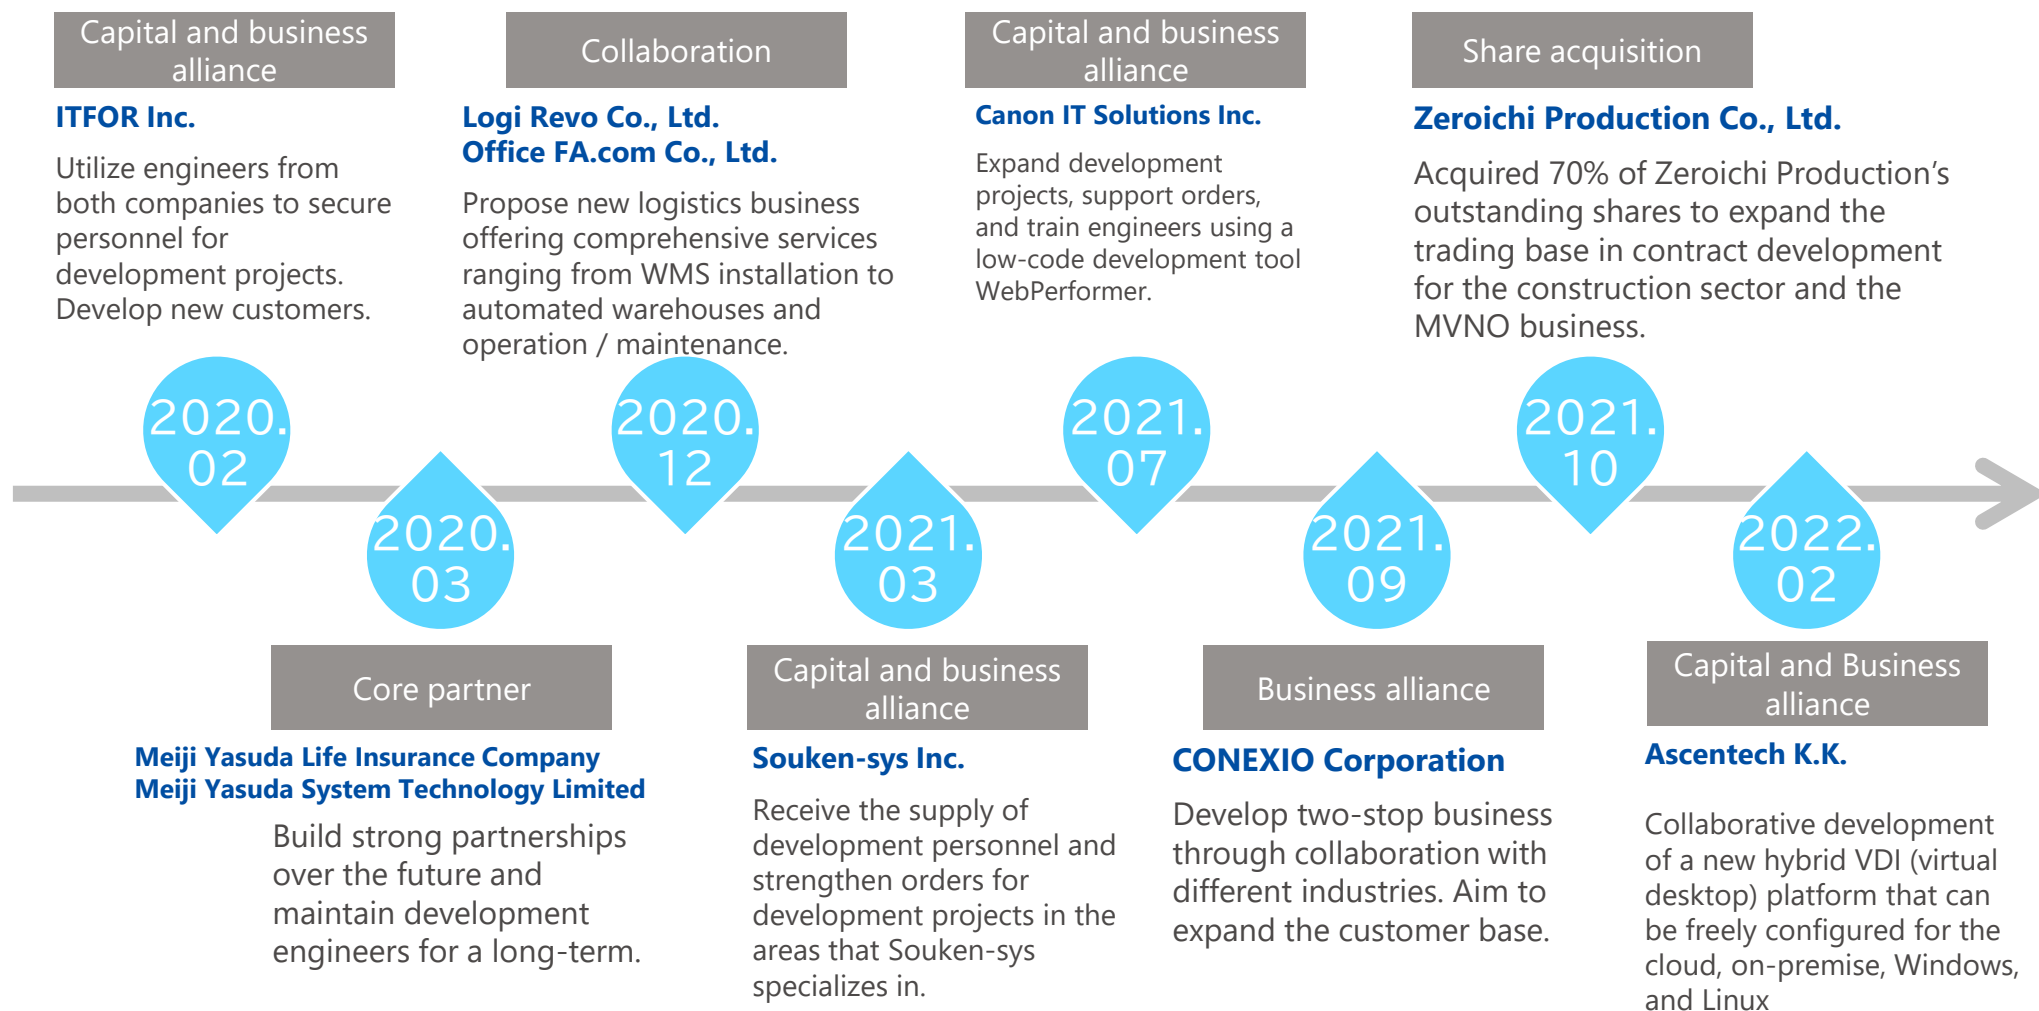 Capital and business
alliance
ITFOR Inc.
Utilize engineers from
both companies to secure
personnel for
development projects.
Develop new customers.
2020.
02
Core partner
Meiji Yasuda Life Insurance Company
Meiji Yasuda System Technology Limited
Build strong partnerships
over the future and
maintain development
engineers for a long-term.
2020.
03
Collaboration
Logi Revo Co., Ltd.
Office FA.com Co., Ltd.
Propose new logistics business
offering comprehensive services
ranging from WMS installation to
automated warehouses and
operation / maintenance.
2020.
12
Capital and business
alliance
Souken-sys Inc.
Receive the supply of
development personnel and
strengthen orders for
development projects in the
areas that Souken-sys
specializes in.
2021.
03
Capital and business
alliance
Canon IT Solutions Inc.
Expand development
projects, support orders,
and train engineers using a
low-code development tool
WebPerformer.
2021.
07
Business alliance
CONEXIO Corporation
Develop two-stop business
through collaboration with
different industries. Aim to
expand the customer base.
2021.
09
Share acquisition
Zeroichi Production Co., Ltd.
Acquired 70% of Zeroichi Production’s
outstanding shares to expand the
trading base in contract development
for the construction sector and the
MVNO business.
2021.
10
Capital and Business
alliance
Ascentech K.K.
Collaborative development
of a new hybrid VDI (virtual
desktop) platform that can
be freely configured for the
cloud, on-premise, Windows,
and Linux
2022.
02